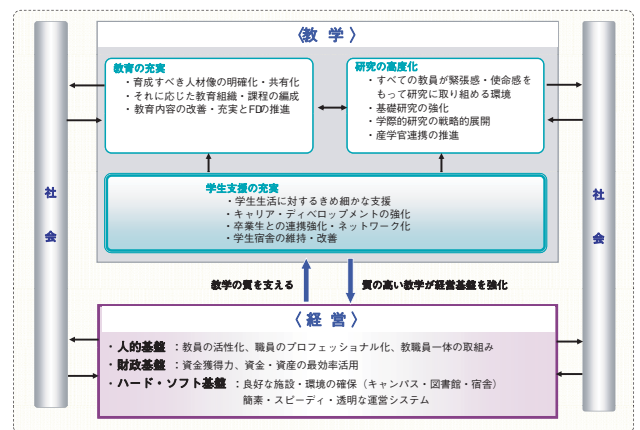 〈教 学〉
教育の充実
・育成すべき人材像の明確化・共有化
・それに応じた教育組織・課程の編成
・教育内容の改善・充実とFDの推進
研究の高度化
・すべての教員が緊張感・使命感を
もって研究に取り組める環境
・基礎研究の強化
・学際的研究の戦略的展開
・産学官連携の推進
学生支援の充実
・学生生活に対するきめ細かな支援
・キャリア・ディベロップメントの強化
・卒業生との連携強化・ネットワーク化
・学生宿舎の維持・改善
社
会
社
会
教学の質を支える
質の高い教学が経営基盤を強化
〈経 営〉
・人的基盤：教員の活性化、職員のプロフェッショナル化、教職員一体の取組み
・財政基盤：資金獲得力、資金・資産の最効率活用
・ハード・ソフト基盤：良好な施設・環境の確保（キャンパス・図書館・宿舎）
簡素・スピーディ・透明な運営システム